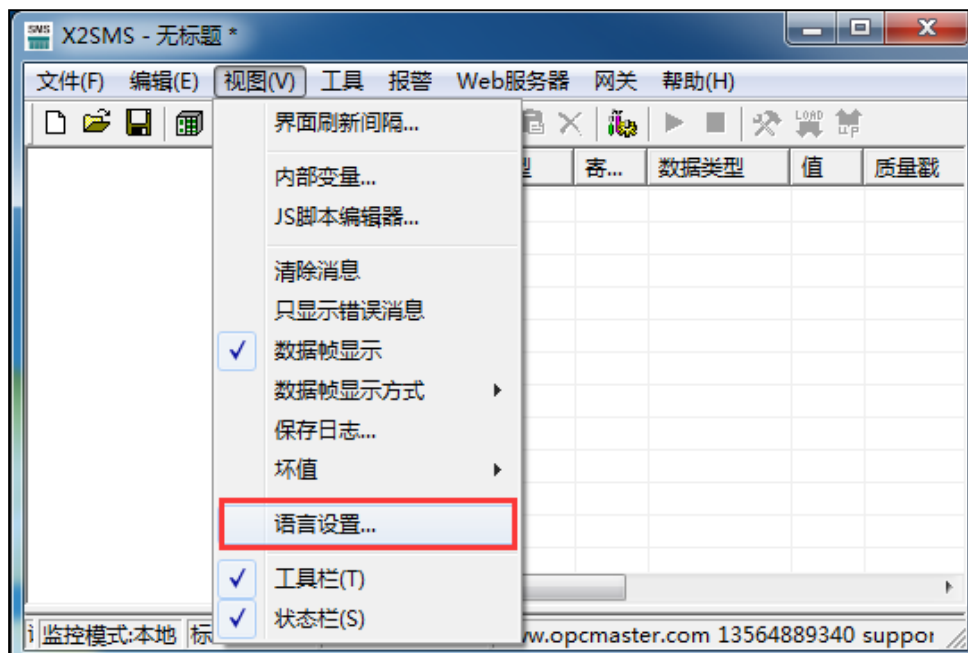 SMS X2SMS - 无标题 *
文件(F) 编辑(E) 视图(V) 工具 报警 Web服务器 网关 帮助(H)
LOAD UP
界面刷新间隔...
寄... 数据类型 值 质量戳
内部变量...
JS脚本编辑器...
清除消息
只显示错误消息
数据帧显示
数据帧显示方式
保存日志...
坏值
语言设置...
工具栏(T)
状态栏(S)
监控模式:本地 标 w.opcmaster.com 13564889340 suppor